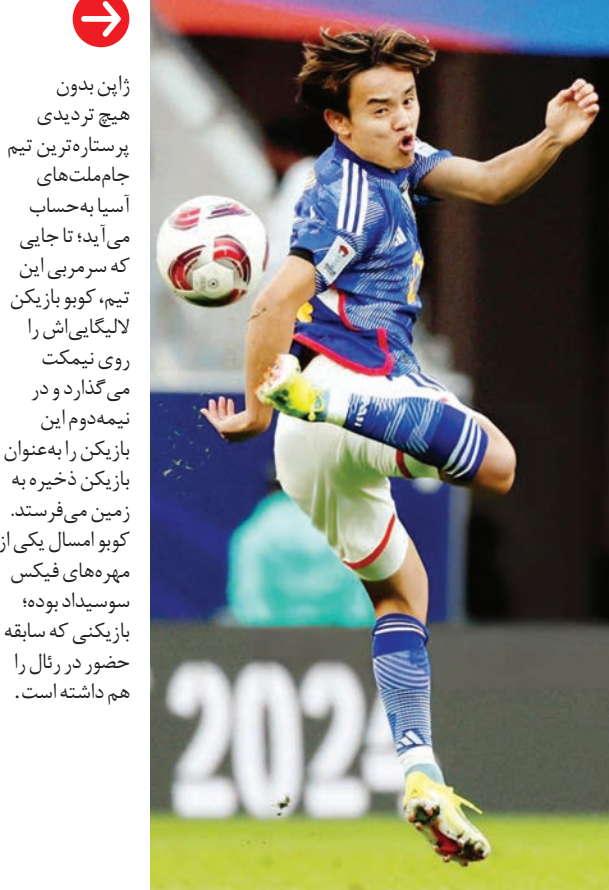 ژاپن بدون
هیچ تردیدی
پرستاره‌ترین تیم
جام‌ملت‌های
آسیا به‌حساب
می‌آید؛ تا جایی
که سرمربی این
تیم، کوبو بازیکن
لالیگایی‌اش را
روی نیمکت
می‌گذارد و در
نیمه‌دوم این
بازیکن را به‌عنوان
بازیکن ذخیره به
زمین می‌فرستد.
کوبو امسال یکی از
مهره‌های فیکس
سوسیداد بوده؛
بازیکنی که سابقه
حضور در رئال را
هم داشته است.
2024